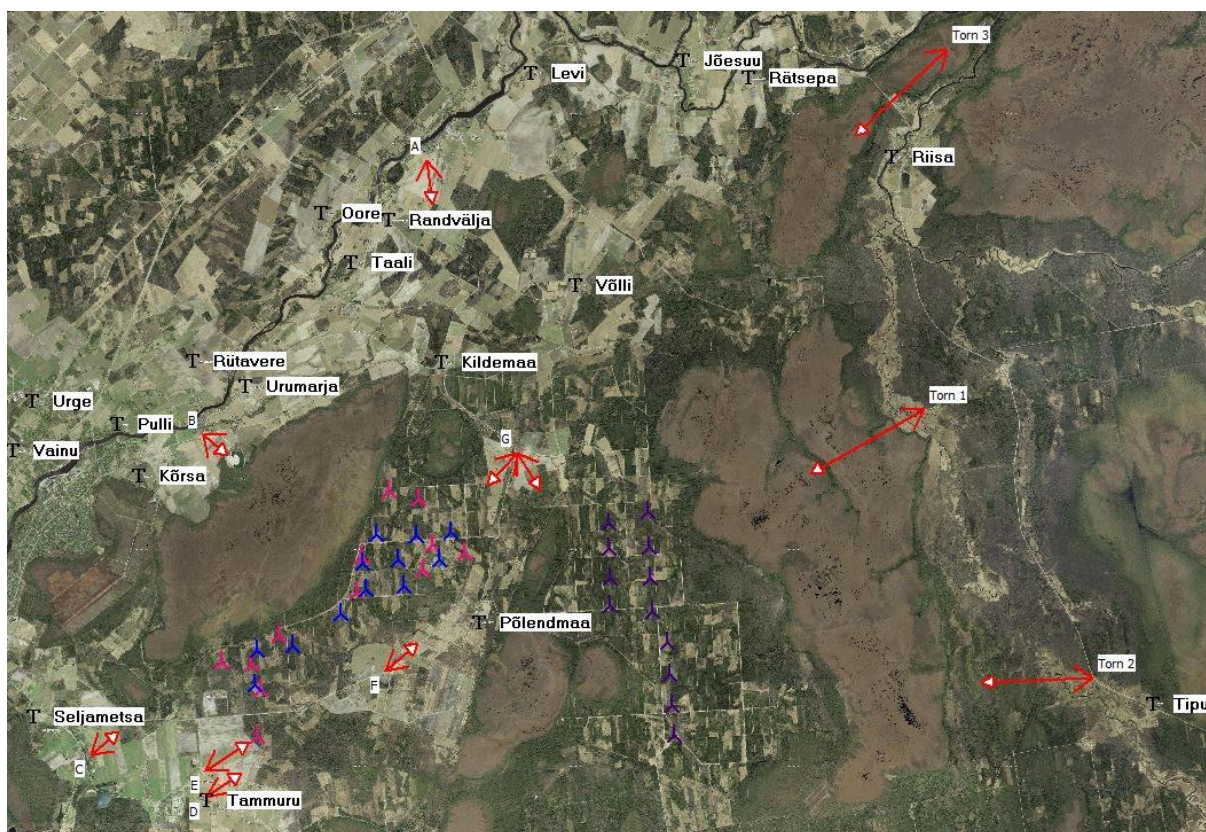 Torn 3
Levi
Jõesuu
Rätsepa
A
Riisa
Oore
Randvälja
Taali
Võlli
Rütavere
Kildemaa
Urumarja
Urge
Torn 1
B
Pulli
G
Vainu
Kõrsa
Põlendmaa
Torn 2
F
Tipu
Seljametsa
C
E
Tammuru
D